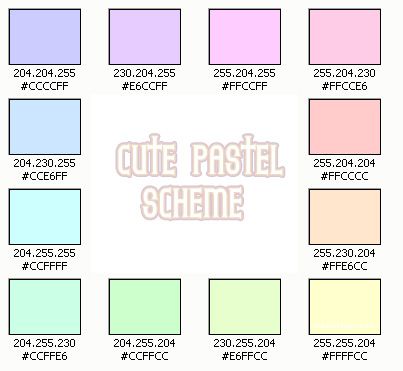 204.204.255
#CCCCFF
230.204.255
#E6CCFF
255.204.255
#FFCCFF
255.204.230
#FFCCE6
204.230.255
#CCE6FF
CUTE PASTEL
SCHEME
255.204.204
#FFCCCC
204.255.255
#CCFFFF
255.230.204
#FFE6CC
204.255.230
#CCFFE6
204.255.204
#CCFFCC
230.255.204
#E6FFCC
255.255.204
#FFFFCC